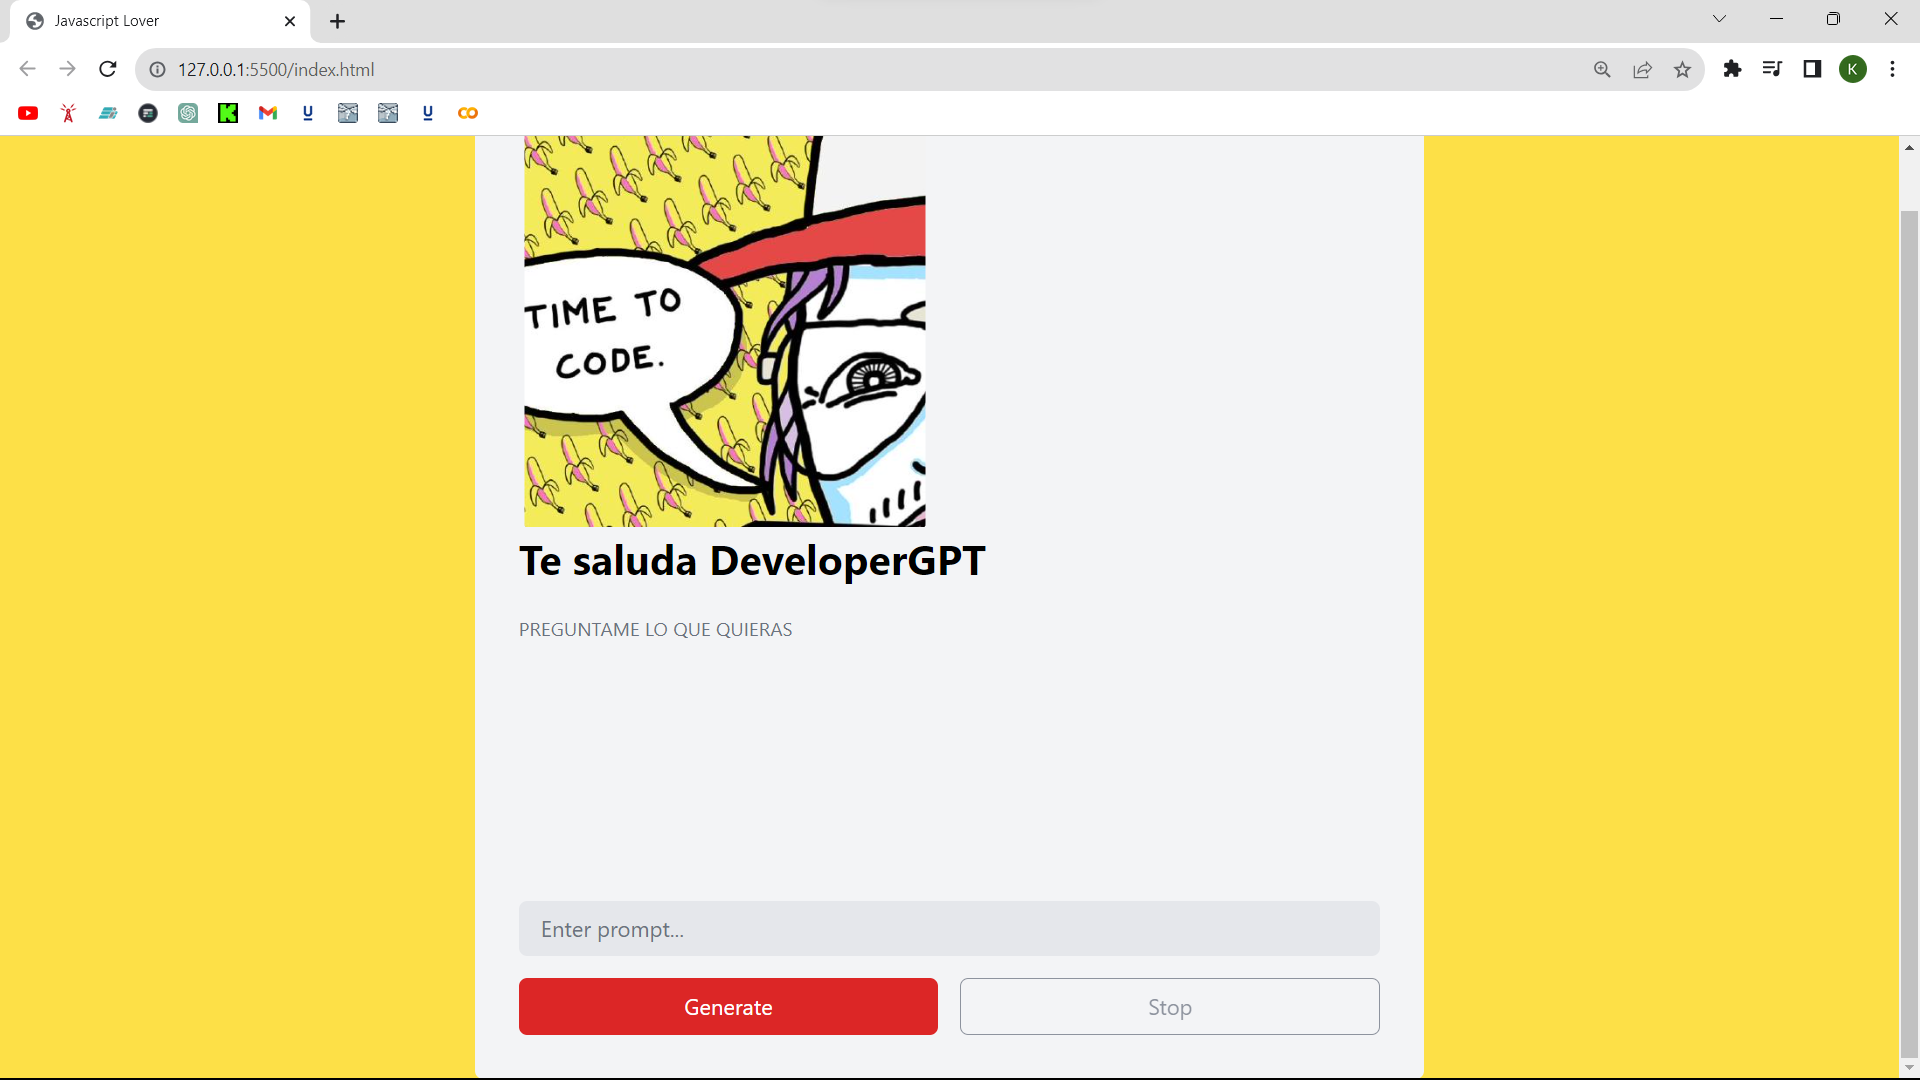 Javascript Lover
127.0.0.1:5500/index.html
K
TIME TO
CODE.
Te saluda DeveloperGPT
PREGUNTAME LO QUE QUIERAS
Enter prompt...
Generate
Stop